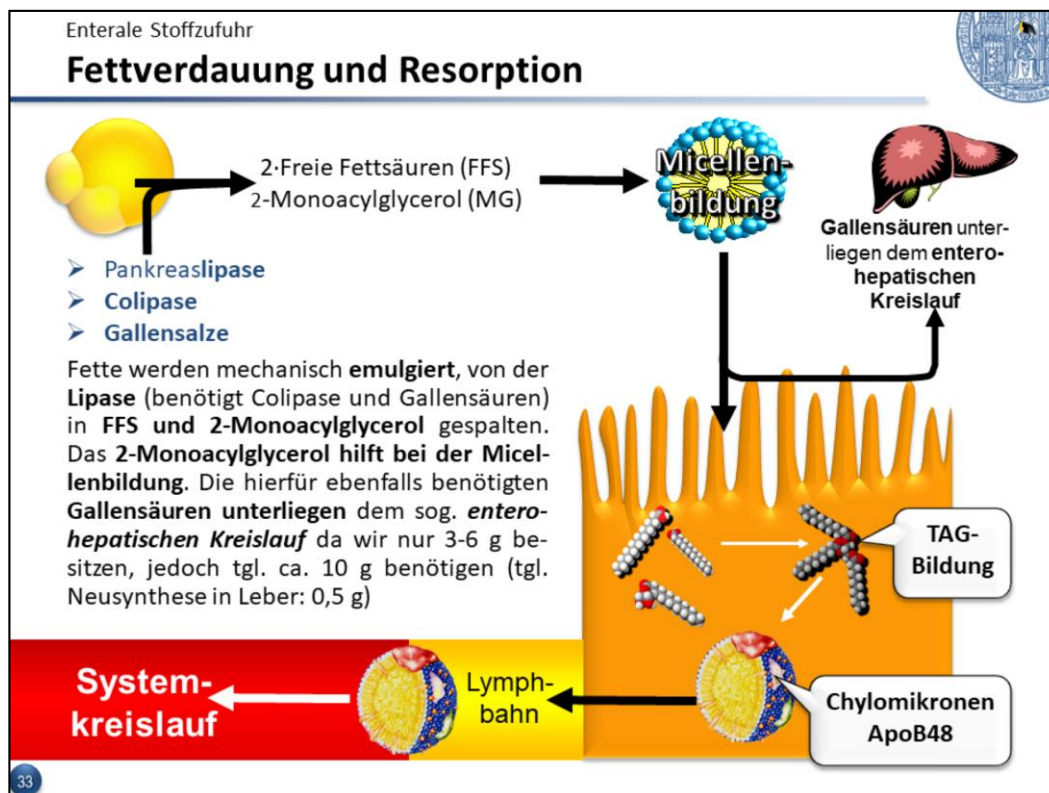 Enterale Stoffzufuhr
Fettverdauung und Resorption
2·Freie Fettsäuren (FFS)
2-Monoacylglycerol (MG)
Micellen-
bildung
Gallensäuren unter-
liegen dem entero-
hepatischen
Kreislauf
➢ Pankreaslipase
➢ Colipase
➢ Gallensalze
Fette werden mechanisch emulgiert, von der
Lipase (benötigt Colipase und Gallensäuren)
in FFS und 2-Monoacylglycerol gespalten.
Das 2-Monoacylglycerol hilft bei der Micel-
lenbildung. Die hierfür ebenfalls benötigten
Gallensäuren unterliegen dem sog. entero-
hepatischen Kreislauf da wir nur 3-6 g be-
sitzen, jedoch tgl. ca. 10 g benötigen (tgl.
Neusynthese in Leber: 0,5 g)
TAG-
Bildung
System-
kreislauf
Lymph-
bahn
Chylomikronen
ApoB48
33